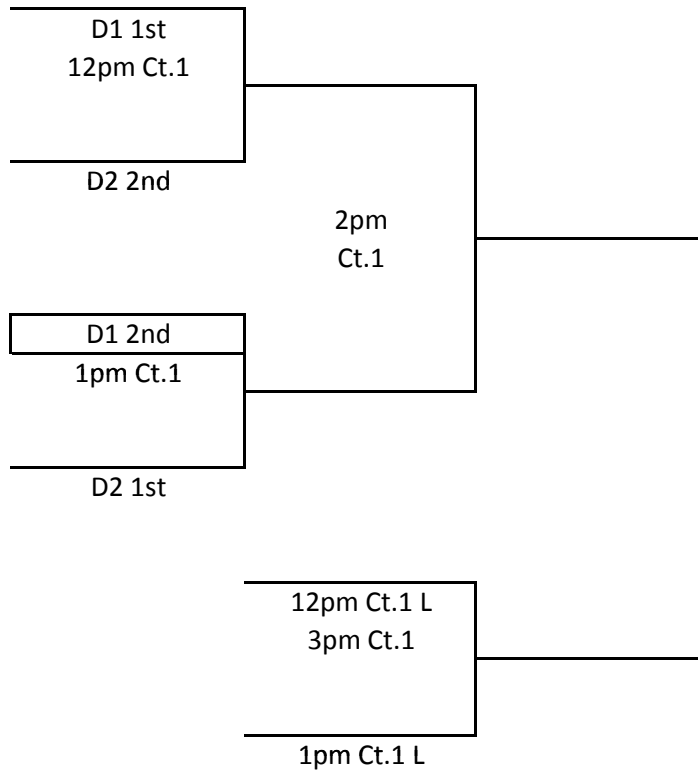 D1 1st
12pm Ct.1
D2 2nd
2pm
Ct.1
D1 2nd
1pm Ct.1
D2 1st
12pm Ct.1 L
3pm Ct.1
1pm Ct.1 L